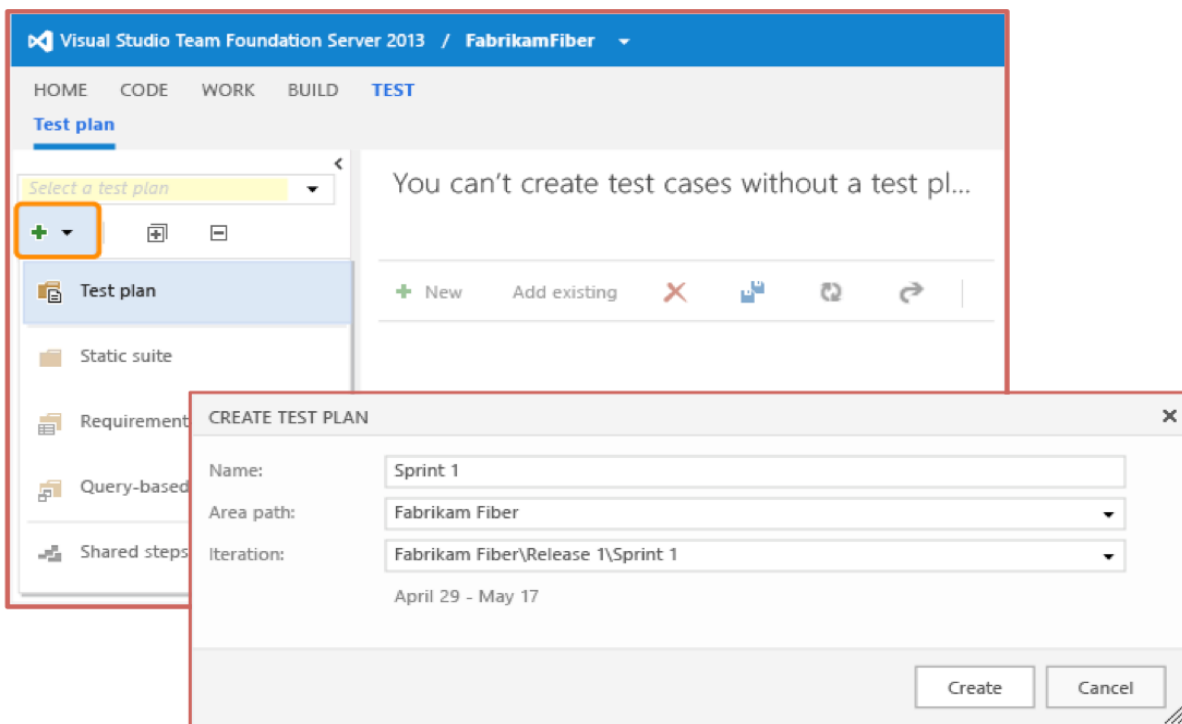 Visual Studio Team Foundation Server 2013 / FabrikamFiber
HOME CODE WORK BUILD TEST
Test plan
Select a test plan
You can't create test cases without a test pl...
Test plan
New Add existing
Static suite
Requirement
Query-based
Shared steps
CREATE TEST PLAN
Name: Sprint 1
Area path: Fabrikam Fiber
Iteration: Fabrikam Fiber\Release 1\Sprint 1
April 29 - May 17
Create Cancel